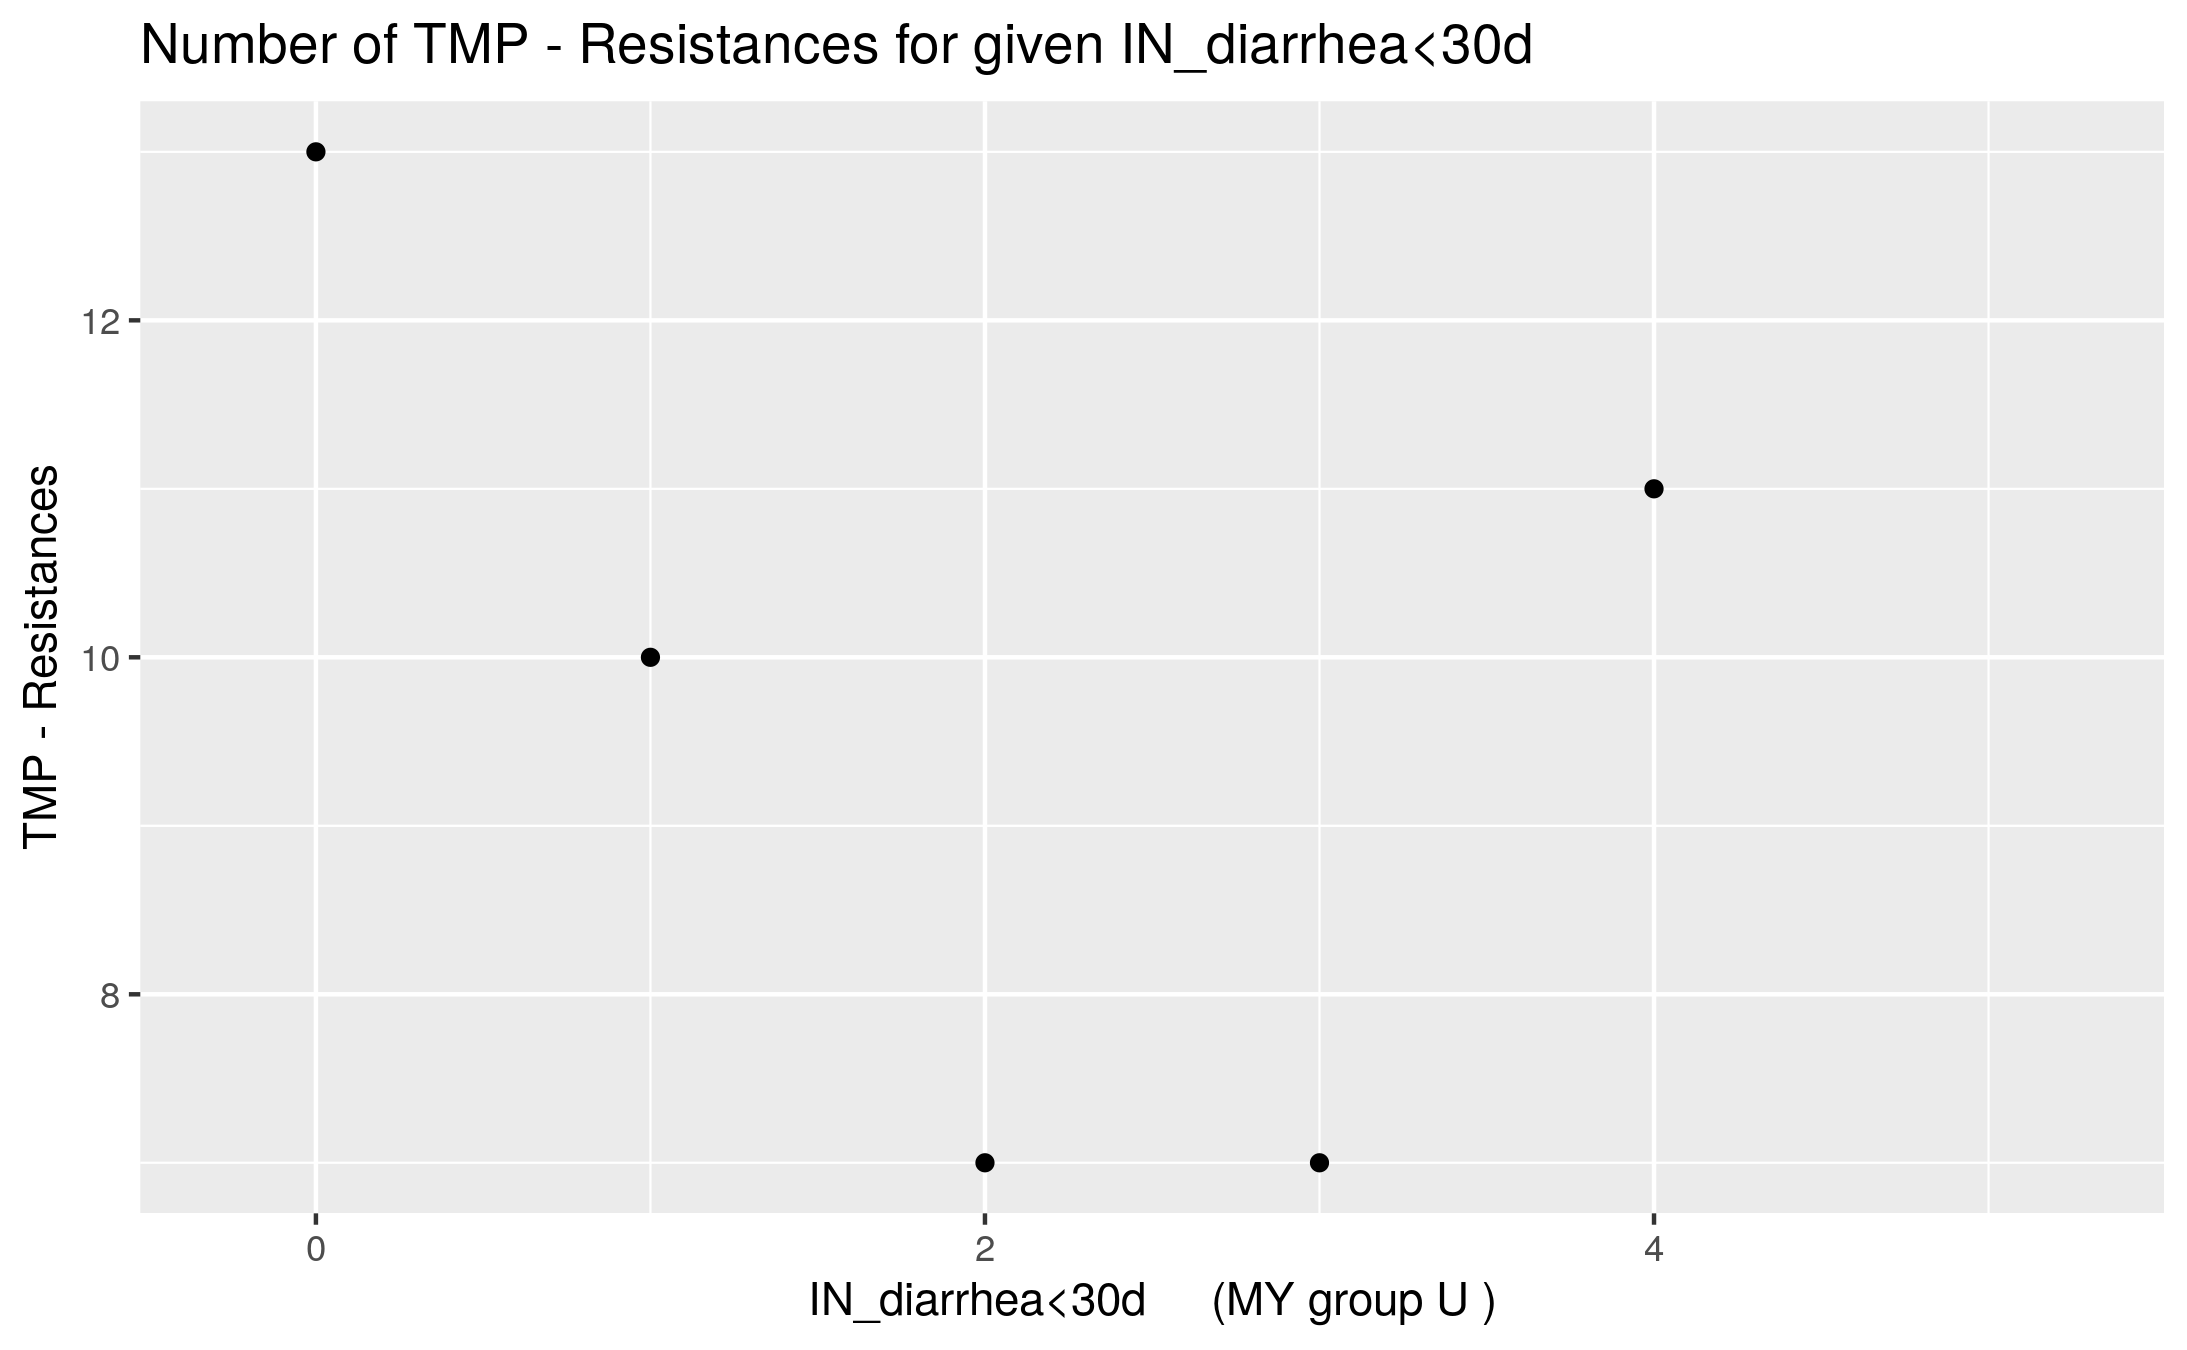 Number of TMP - Resistances for given IN_diarrhea<30d
TMP - Resistances
12
10
8
0 2 4
IN_diarrhea<30d (MY group U )